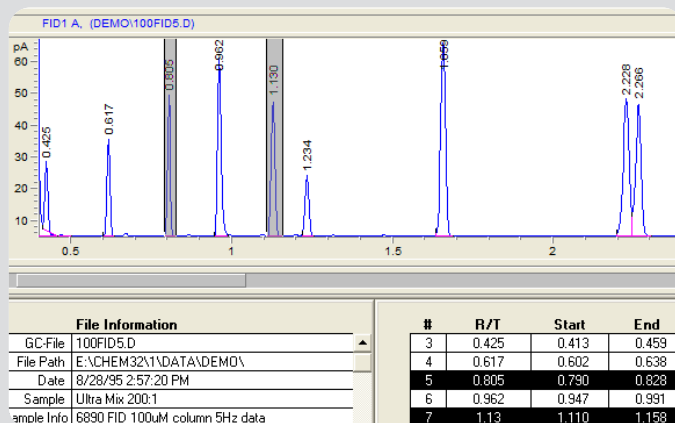 FID1 A, (DEMO\100FID5.D)
pA
60
50
40
30
20
10
0.425
0.617
0.805
0.962
1.130
1.234
1.659
2.228
2.266
0.5 1 1.5 2
File Information
GC-File 100FID5.D
File Path E:\CHEM32\1\DATA\DEMO\
Date 8/28/95 2:57:20 PM
Sample Ultra Mix 200:1
ample Info 6890 FID 100uM column 5Hz data
# R/T Start End
3 0.425 0.413 0.459
4 0.617 0.602 0.638
5 0.805 0.790 0.828
6 0.962 0.947 0.991
7 1.13 1.110 1.158